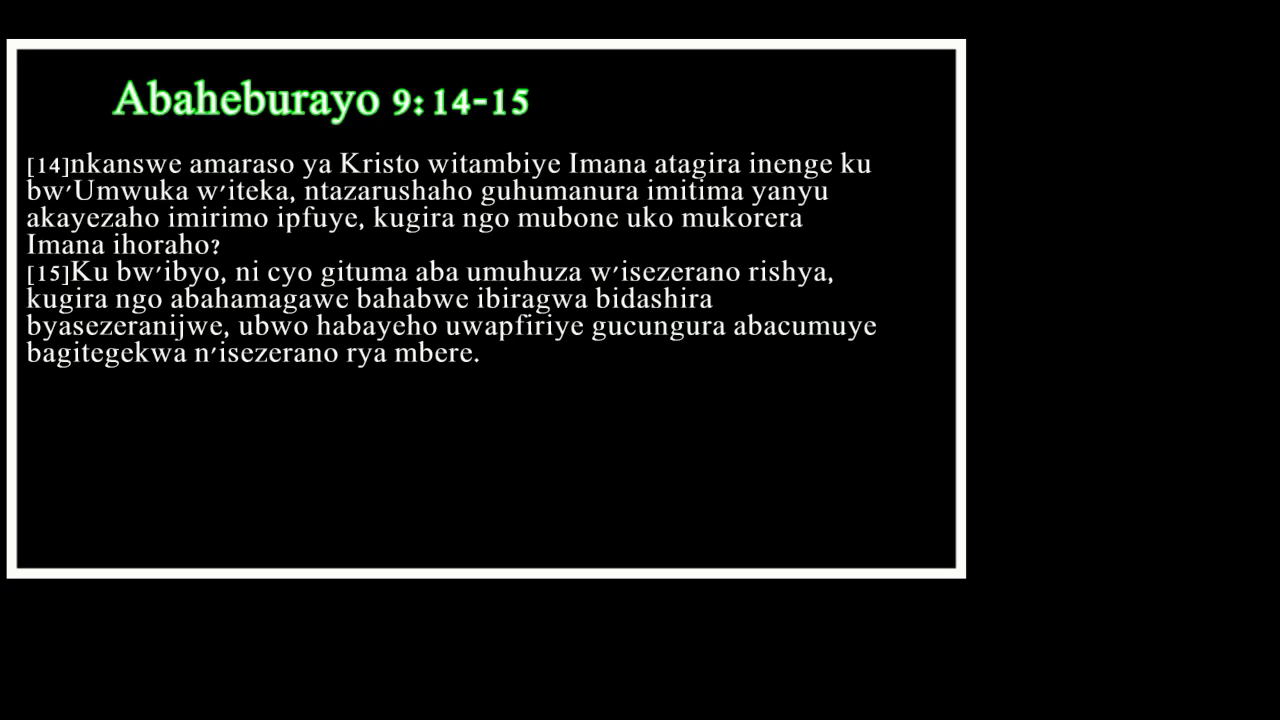 Abaheburayo 9:14-15
[14]nkanswe amaraso ya Kristo witambiye Imana atagira inenge ku
bw'Umwuka w'iteka, ntazarushaho guhumanura imitima yanyu
akayezaho imirimo ipfuye, kugira ngo mubone uko mukorera
Imana ihoraho?
[15]Ku bw'ibyo, ni cyo gituma aba umuhuza w'isezerano rishya,
kugira ngo abahamagawe bahabwe ibiragwa bidashira
byasezeranijwe, ubwo habayeho uwapfiriye gucungura abacumuye
bagitegekwa n'isezerano rya mbere.